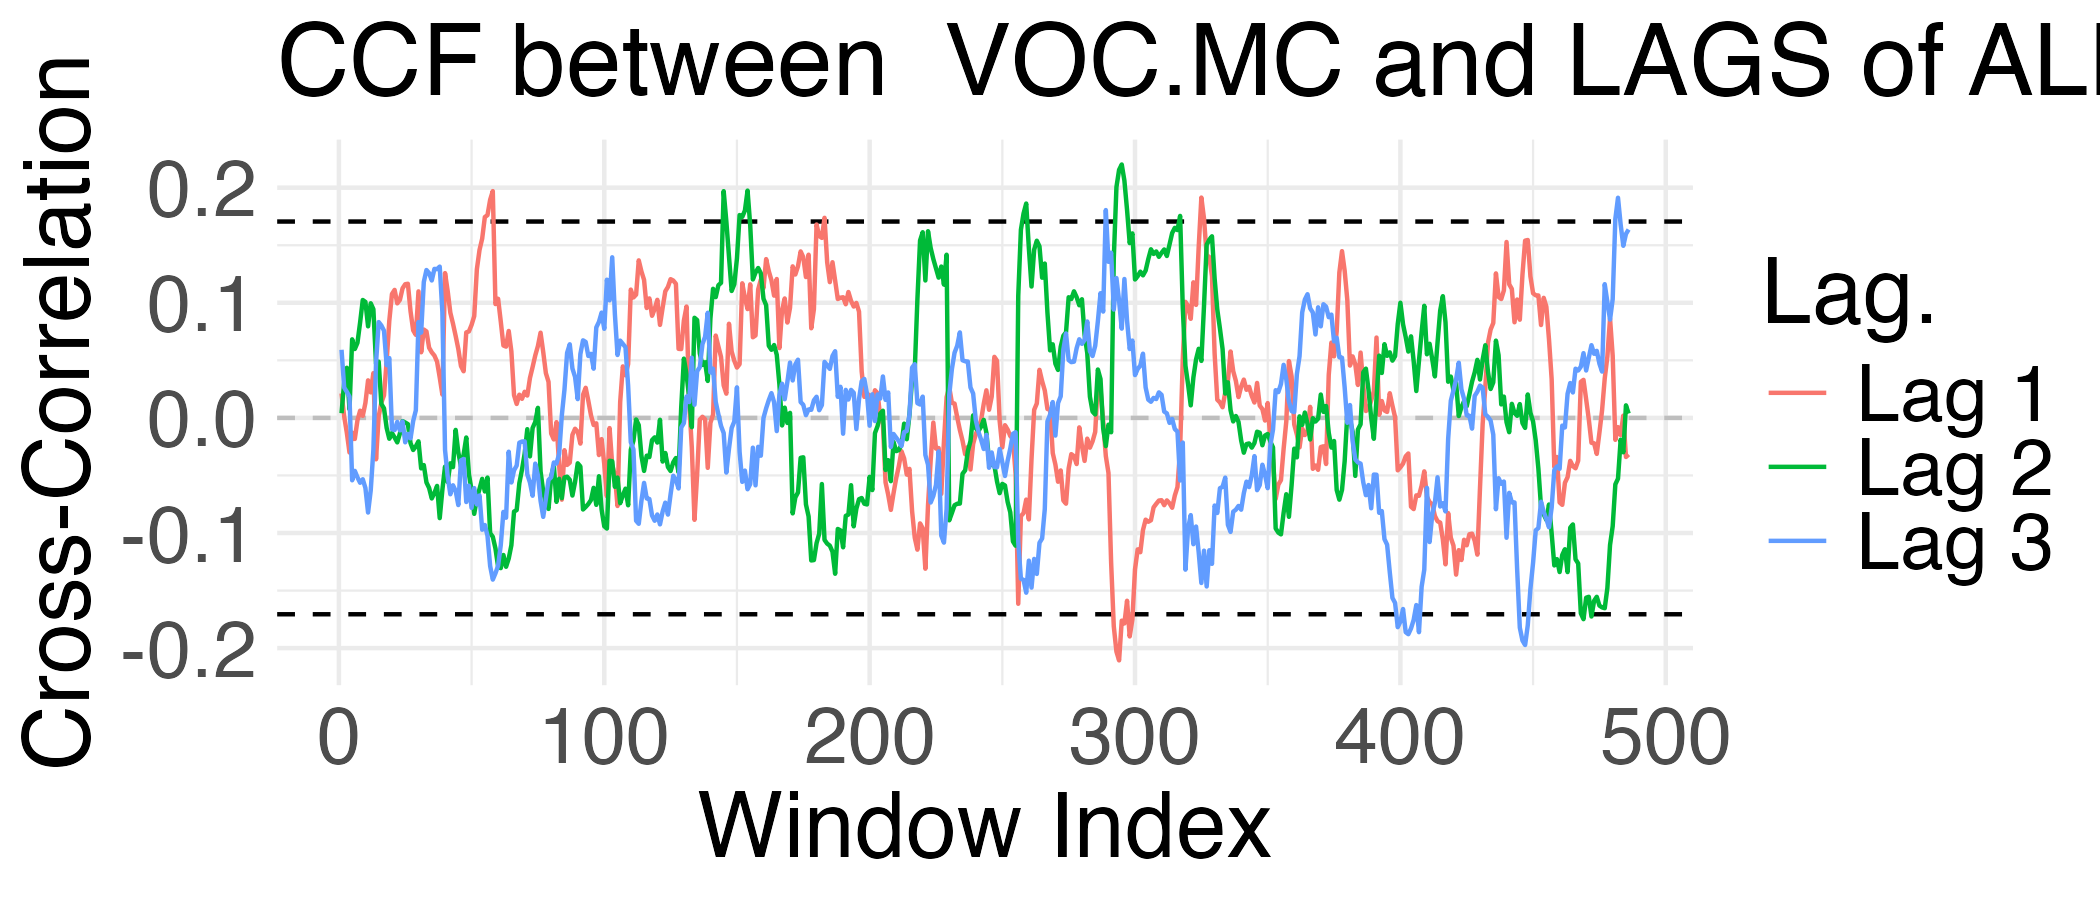 CCF between VOC.MC and LAGS of
Cross-Correlation
0.2
0.1
0.0
-0.1
-0.2
0 100 200 300 400 500
Window Index
Lag.
Lag 1
Lag 2
Lag 3